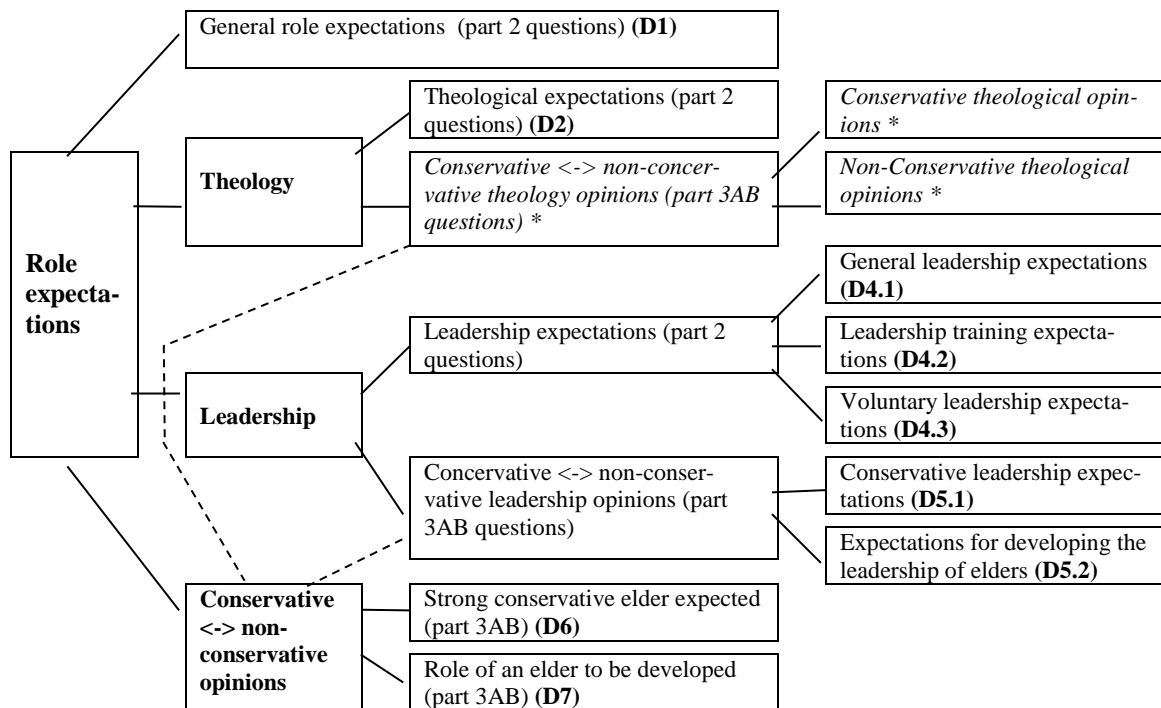 General role expectations  (part 2 questions) (D1)
Theological expectations (part 2
questions) (D2)
Conservative theological opin-
ions *
Theology
Conservative <-> non-concer-
vative theology opinions (part 3AB
questions) *
Non-Conservative theological
opinions *
Role
expecta-
tions
General leadership expectations
(D4.1)
Leadership expectations (part 2
questions)
Leadership training expecta-
tions (D4.2)
Leadership
Voluntary leadership expecta-
tions (D4.3)
Concervative <-> non-conser-
vative leadership opinions (part
3AB questions)
Conservative leadership expec-
tations (D5.1)
Expectations for developing the
leadership of elders (D5.2)
Conservative
<-> non-
conservative
opinions
Strong conservative elder expected
(part 3AB) (D6)
Role of an elder to be developed
(part 3AB) (D7)